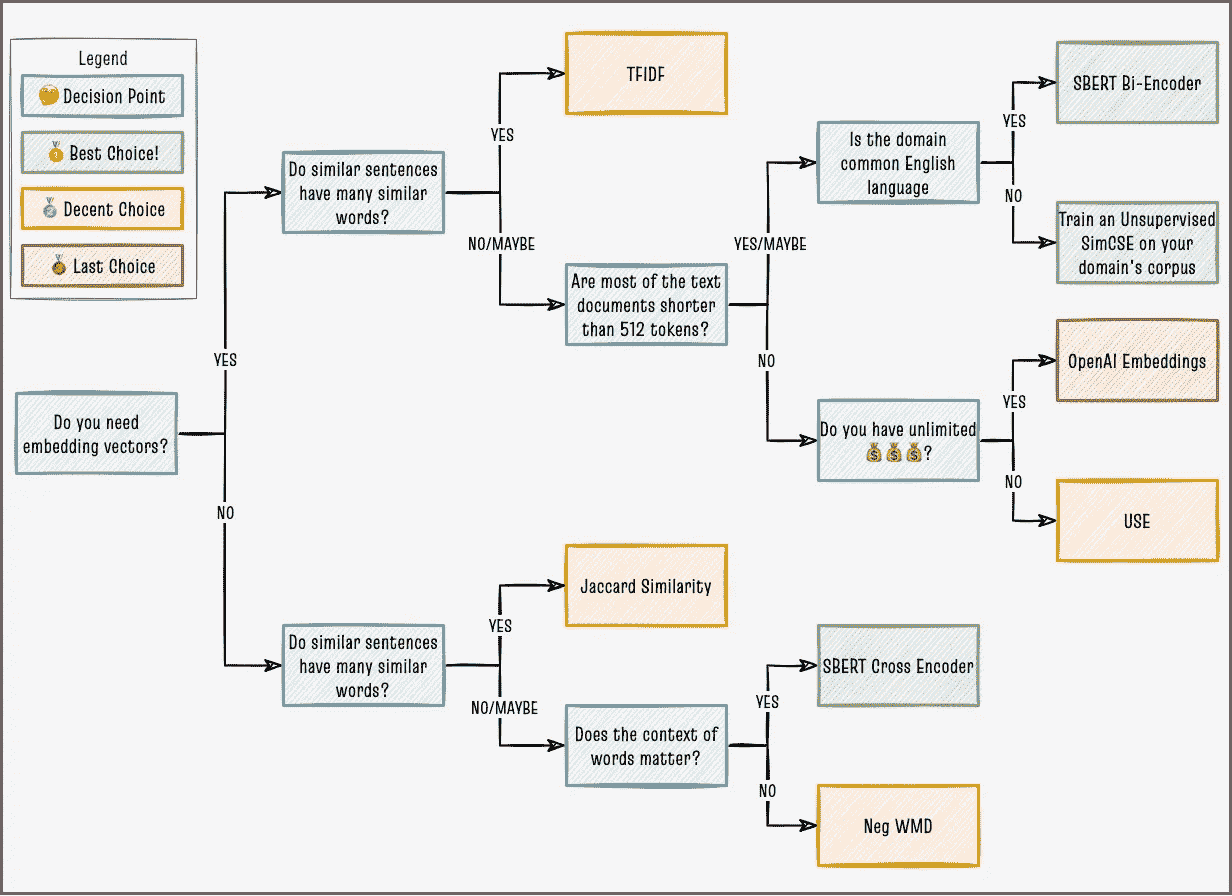 Legend
Decision Point
Best Choice!
Decent Choice
Last Choice
Do you need
embedding vectors?
YES
NO
Do similar sentences
have many similar
words?
YES
NO/MAYBE
TFIDF
Are most of the text
documents shorter
than 512 tokens?
YES/MAYBE
NO
Is the domain
common English
language
YES
NO
SBERT Bi-Encoder
Train an Unsupervised
SimCSE on your
domain's corpus
Do you have unlimited
💰💰💰?
YES
NO
OpenAI Embeddings
USE
Do similar sentences
have many similar
words?
YES
NO/MAYBE
Jaccard Similarity
Does the context of
words matter?
YES
NO
SBERT Cross Encoder
Neg WMD